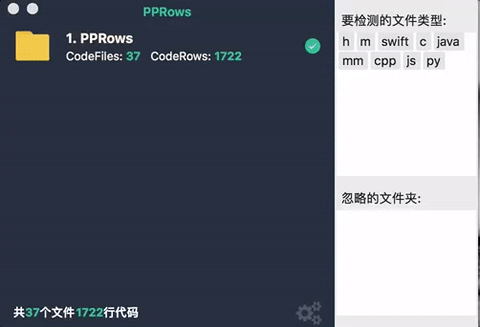 PPRows
1. PPRows
CodeFiles: 37 CodeRows: 1722
共37个文件1722行代码
要检测的文件类型:
h m swift c java
mm cpp js py
忽略的文件夹: